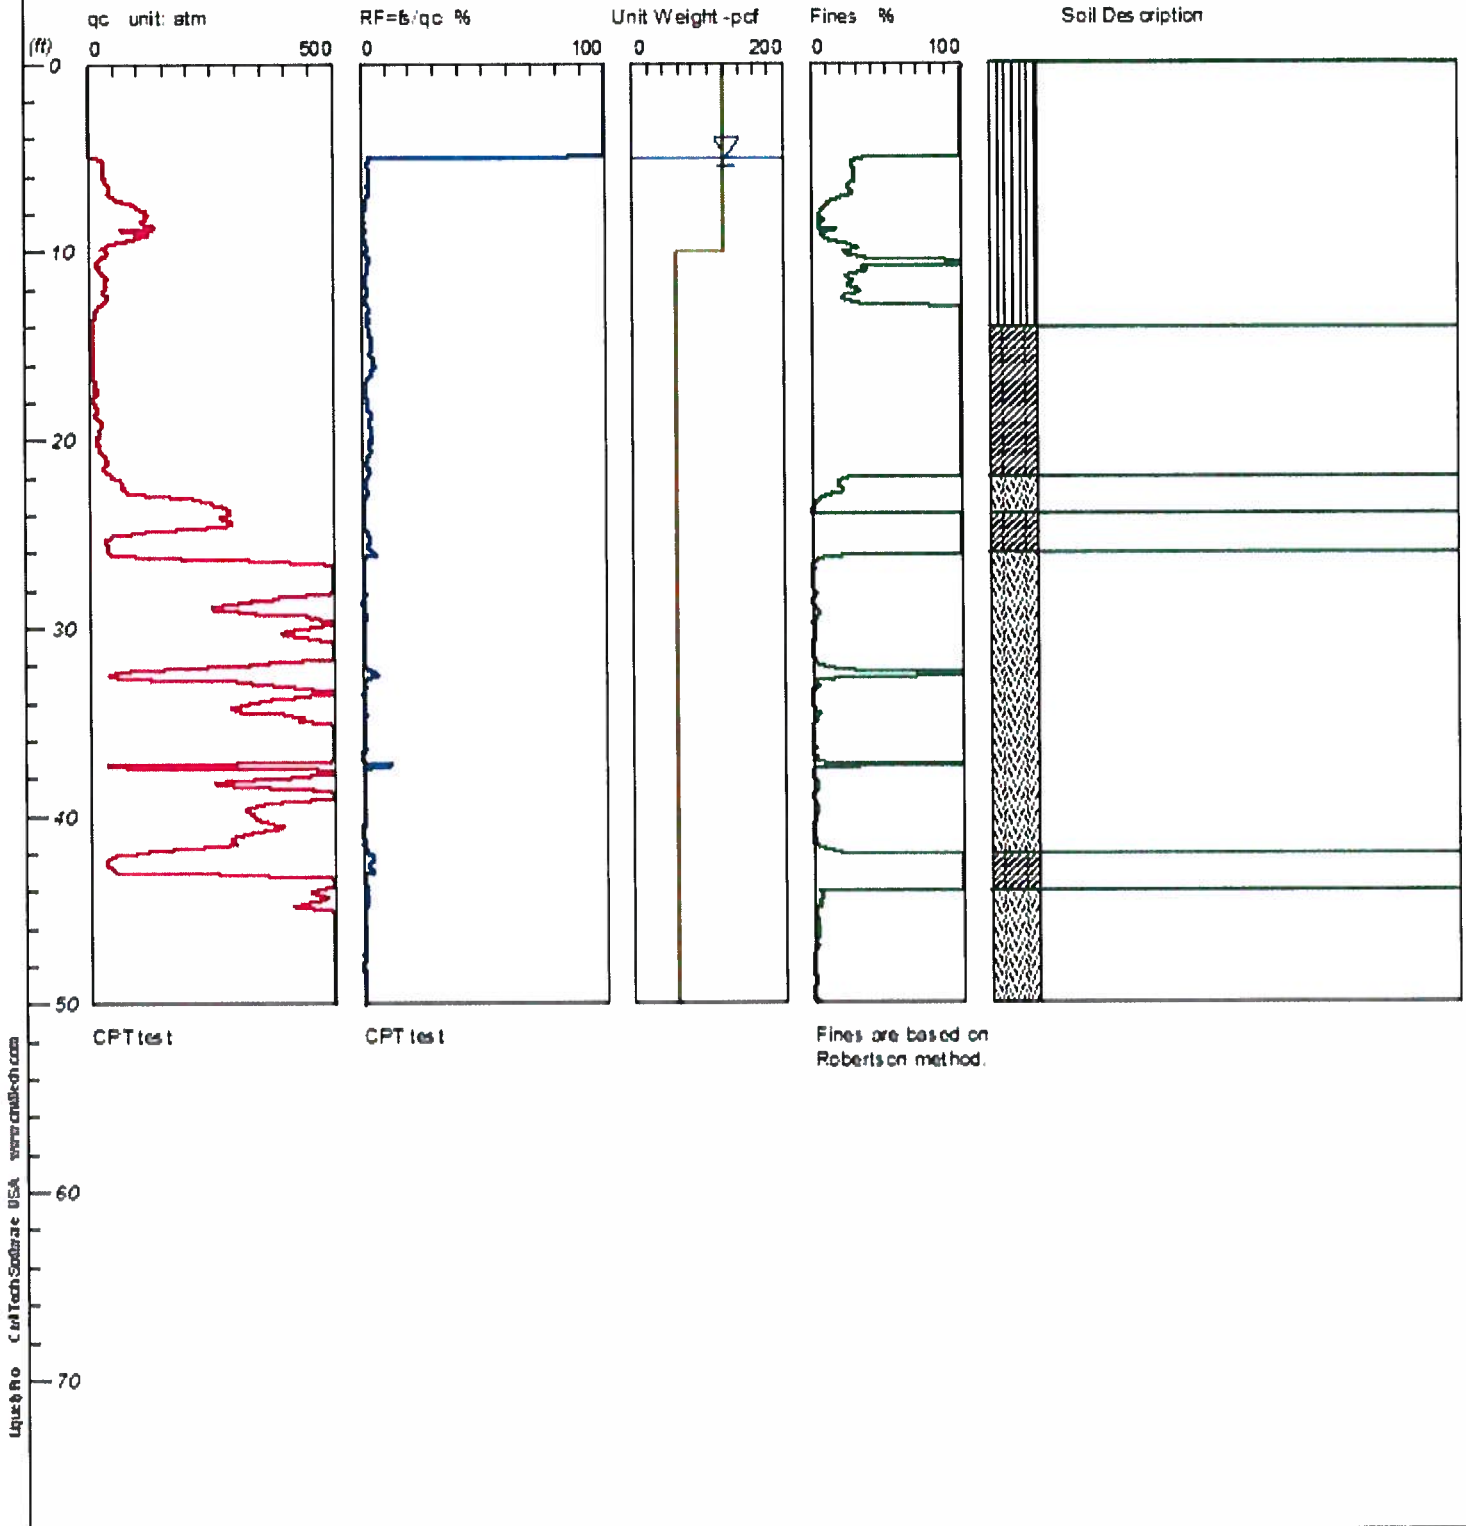 qc unit: atm
RF=fs/qc %
Unit Weight -pcf
Fines %
Soil Description
(ft)
0 500
0 100
0 200
0 100
0
10
20
30
40
50
60
70
CPT test
CPT test
Fines are based on
Robertson method.
CivilTech Software USA www.civiltech.com